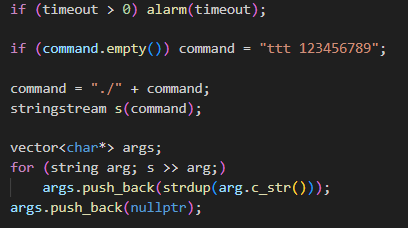 if (timeout > 0) alarm(timeout);
if (command.empty()) command = "ttt 123456789";
command = "./" + command;
stringstream s(command);
vector<char*> args;
for (string arg; s >> arg;)
args.push_back(strdup(arg.c_str()));
args.push_back(nullptr);